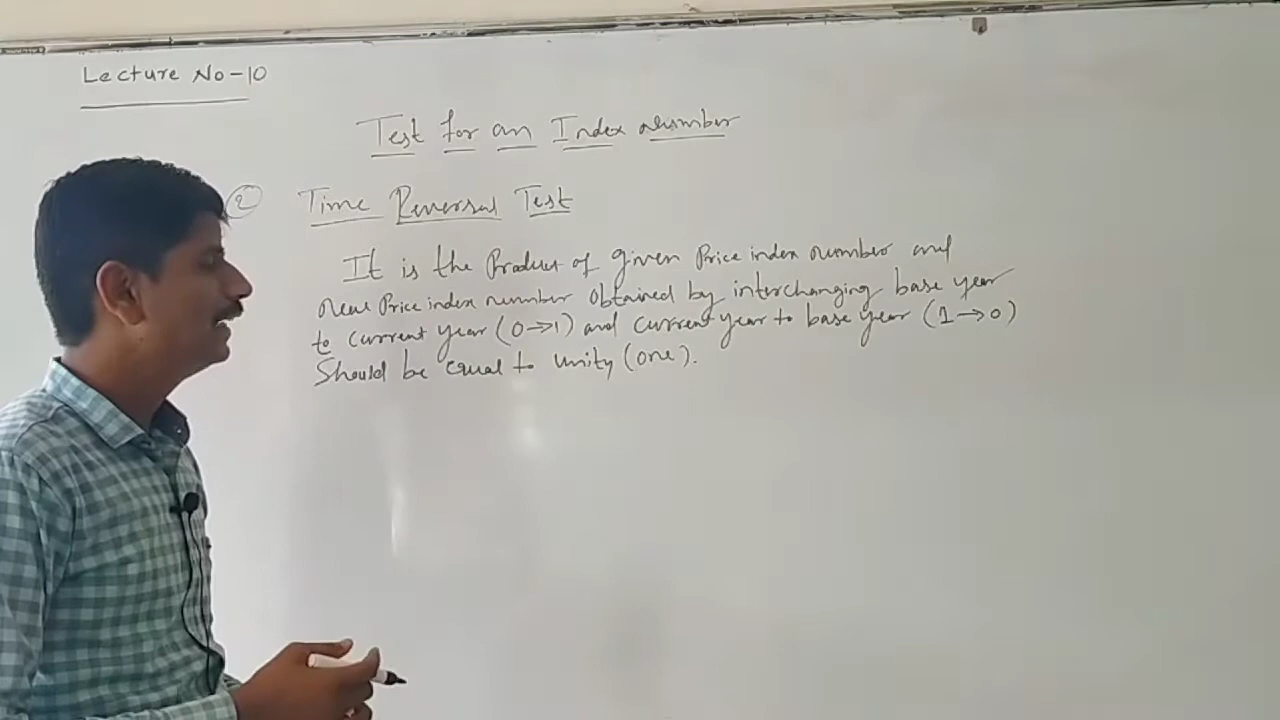 Lecture No-10
Test for an Index Number
② Time Reversal Test
It is the Product of given Price index number and
new Price index number obtained by interchanging base year
to current year (0→1) and current year to base year (1→0)
Should be equal to unity (one).